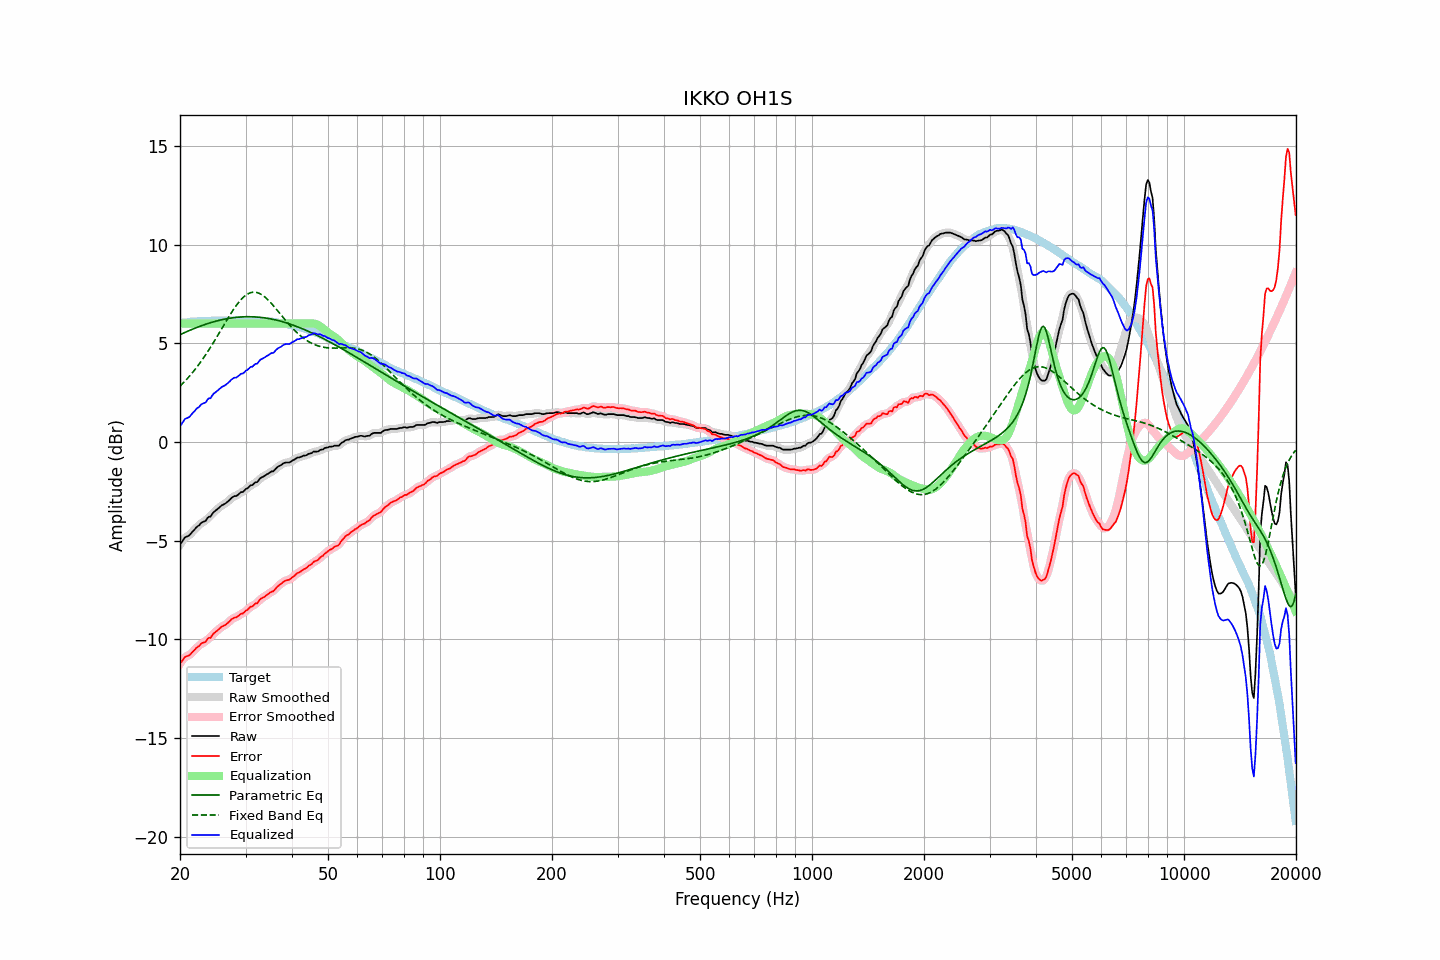 IKKO OH1S
Amplitude (dBr)
15
10
5
0
−5
−10
−15
−20
Target
Raw Smoothed
Error Smoothed
Raw
Error
Equalization
Parametric Eq
Fixed Band Eq
Equalized
20 50 100 200 500 1000 2000 5000 10000 20000
Frequency (Hz)